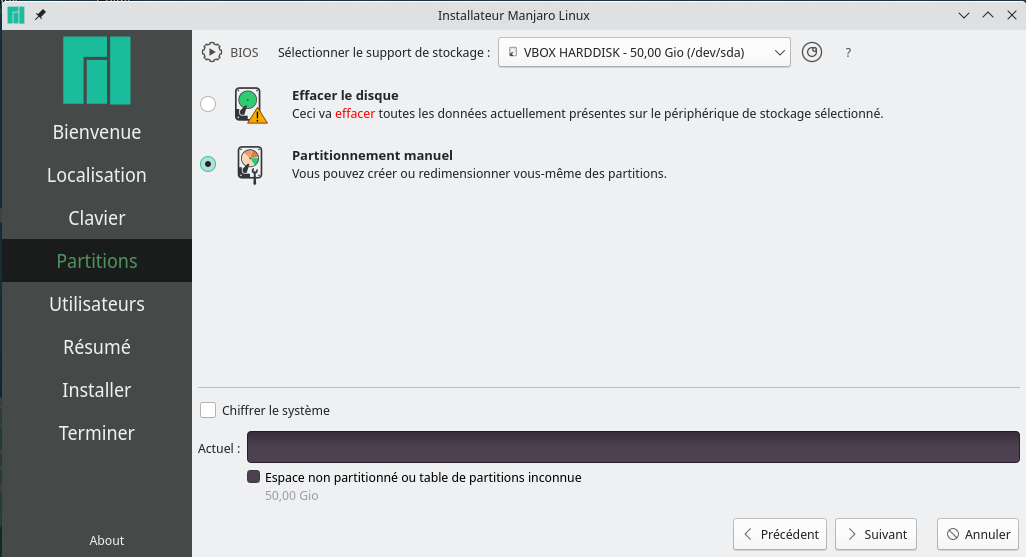 Installateur Manjaro Linux
BIOS Sélectionner le support de stockage : VBOX HARDDISK - 50,00 Gio (/dev/sda) ?
Effacer le disque
Ceci va effacer toutes les données actuellement présentes sur le périphérique de stockage sélectionné.
Partitionnement manuel
Vous pouvez créer ou redimensionner vous-même des partitions.
Bienvenue
Localisation
Clavier
Partitions
Utilisateurs
Résumé
Installer
Terminer
About
Chiffrer le système
Actuel :
Espace non partitionné ou table de partitions inconnue
50,00 Gio
Précédent Suivant Annuler